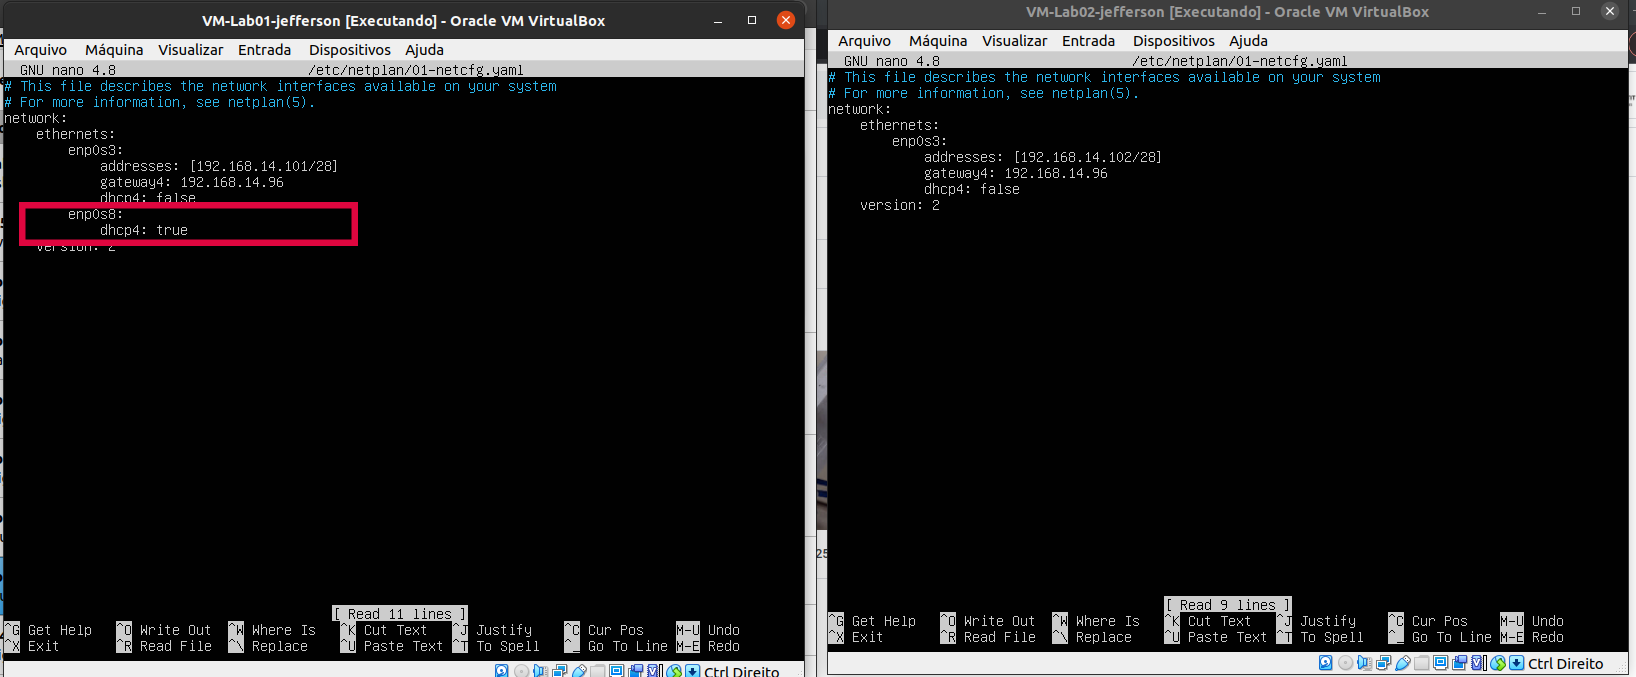 VM-Lab01-jefferson [Executando] - Oracle VM VirtualBox
Arquivo Máquina Visualizar Entrada Dispositivos Ajuda
GNU nano 4.8 /etc/netplan/01-netcfg.yaml
# This file describes the network interfaces available on your system
# For more information, see netplan(5).
network:
    ethernets:
        enp0s3:
            addresses: [192.168.14.101/28]
            gateway4: 192.168.14.96
            dhcp4: false
        enp0s8:
            dhcp4: true
    version: 2
[ Read 11 lines ]
^G Get Help ^O Write Out ^W Where Is ^K Cut Text ^J Justify ^C Cur Pos M-U Undo
^X Exit ^R Read File ^\ Replace ^U Paste Text ^T To Spell ^_ Go To Line M-E Redo
Ctrl Direito
VM-Lab02-jefferson [Executando] - Oracle VM VirtualBox
Arquivo Máquina Visualizar Entrada Dispositivos Ajuda
GNU nano 4.8 /etc/netplan/01-netcfg.yaml
# This file describes the network interfaces available on your system
# For more information, see netplan(5).
network:
    ethernets:
        enp0s3:
            addresses: [192.168.14.102/28]
            gateway4: 192.168.14.96
            dhcp4: false
    version: 2
[ Read 9 lines ]
^G Get Help ^O Write Out ^W Where Is ^K Cut Text ^J Justify ^C Cur Pos M-U Undo
^X Exit ^R Read File ^\ Replace ^U Paste Text ^T To Spell ^_ Go To Line M-E Redo
Ctrl Direito